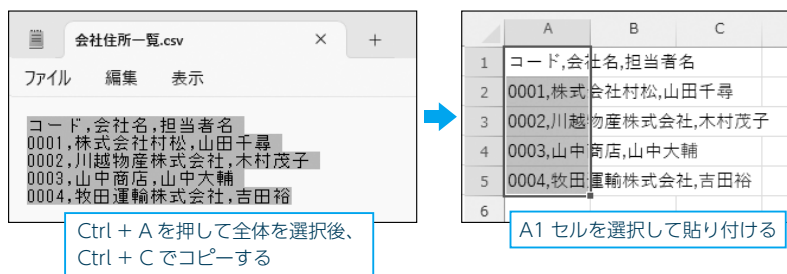 会社住所一覧.csv
ファイル 編集 表示
コード,会社名,担当者名
0001,株式会社村松,山田千尋
0002,川越物産株式会社,木村茂子
0003,山中商店,山中大輔
0004,牧田運輸株式会社,吉田裕
Ctrl + A を押して全体を選択後、
Ctrl + C でコピーする
A B C
1 コード,会社名,担当者名
2 0001,株式会社村松,山田千尋
3 0002,川越物産株式会社,木村茂子
4 0003,山中商店,山中大輔
5 0004,牧田運輸株式会社,吉田裕
6
A1 セルを選択して貼り付ける